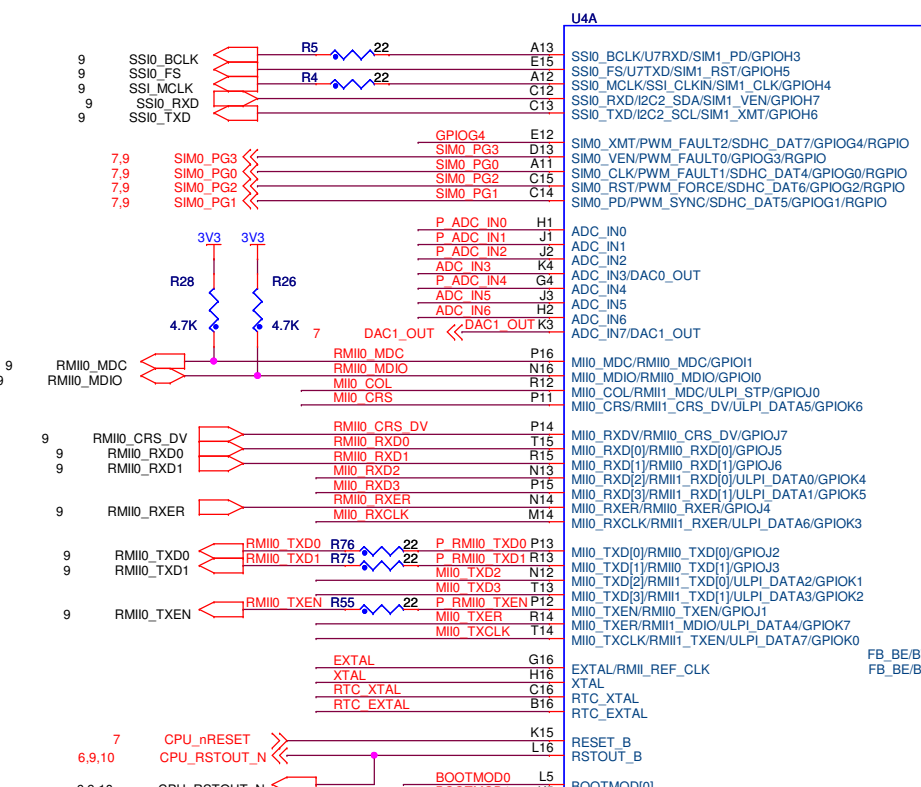 U4A
9 SSI0_BCLK R5 22 A13 SSI0_BCLK/U7RXD/SIM1_PD/GPIOH3
9 SSI0_FS E15 SSI0_FS/U7TXD/SIM1_RST/GPIOH5
9 SSI_MCLK R4 22 A12 SSI0_MCLK/SSI_CLKIN/SIM1_CLK/GPIOH4
9 SSI0_RXD C12 SSI0_RXD/I2C2_SDA/SIM1_VEN/GPIOH7
9 SSI0_TXD C13 SSI0_TXD/I2C2_SCL/SIM1_XMT/GPIOH6
GPIOG4 E12 SIM0_XMT/PWM_FAULT2/SDHC_DAT7/GPIOG4/RGPIO
7,9 SIM0_PG3 SIM0_PG3 D13 SIM0_VEN/PWM_FAULT0/GPIOG3/RGPIO
7,9 SIM0_PG0 SIM0_PG0 A11 SIM0_CLK/PWM_FAULT1/SDHC_DAT4/GPIOG0/RGPIO
7,9 SIM0_PG2 SIM0_PG2 C15 SIM0_RST/PWM_FORCE/SDHC_DAT6/GPIOG2/RGPIO
7,9 SIM0_PG1 SIM0_PG1 C14 SIM0_PD/PWM_SYNC/SDHC_DAT5/GPIOG1/RGPIO
P_ADC_IN0 H1 ADC_IN0
3V3 3V3 P_ADC_IN1 J1 ADC_IN1
P_ADC_IN2 J2 ADC_IN2
ADC_IN3 K4 ADC_IN3/DAC0_OUT
R28 R26 P_ADC_IN4 G4 ADC_IN4
ADC_IN5 J3 ADC_IN5
ADC_IN6 H2 ADC_IN6
4.7K 4.7K 7 DAC1_OUT DAC1_OUT K3 ADC_IN7/DAC1_OUT
9 RMII0_MDC RMII0_MDC P16 MII0_MDC/RMII0_MDC/GPIOI1
9 RMII0_MDIO RMII0_MDIO N16 MII0_MDIO/RMII0_MDIO/GPIOI0
MII0_COL R12 MII0_COL/RMII1_MDC/ULPI_STP/GPIOJ0
MII0_CRS P11 MII0_CRS/RMII1_CRS_DV/ULPI_DATA5/GPIOK6
9 RMII0_CRS_DV RMII0_CRS_DV P14 MII0_RXDV/RMII0_CRS_DV/GPIOJ7
9 RMII0_RXD0 RMII0_RXD0 T15 MII0_RXD[0]/RMII0_RXD[0]/GPIOJ5
9 RMII0_RXD1 RMII0_RXD1 R15 MII0_RXD[1]/RMII0_RXD[1]/GPIOJ6
MII0_RXD2 N13 MII0_RXD[2]/RMII1_RXD[0]/ULPI_DATA0/GPIOK4
MII0_RXD3 P15 MII0_RXD[3]/RMII1_RXD[1]/ULPI_DATA1/GPIOK5
9 RMII0_RXER RMII0_RXER N14 MII0_RXER/RMII0_RXER/GPIOJ4
MII0_RXCLK M14 MII0_RXCLK/RMII1_RXER/ULPI_DATA6/GPIOK3
9 RMII0_TXD0 RMII0_TXD0 R76 22 P_RMII0_TXD0 P13 MII0_TXD[0]/RMII0_TXD[0]/GPIOJ2
9 RMII0_TXD1 RMII0_TXD1 R75 22 P_RMII0_TXD1 R13 MII0_TXD[1]/RMII0_TXD[1]/GPIOJ3
MII0_TXD2 N12 MII0_TXD[2]/RMII1_TXD[0]/ULPI_DATA2/GPIOK1
MII0_TXD3 T13 MII0_TXD[3]/RMII1_TXD[1]/ULPI_DATA3/GPIOK2
9 RMII0_TXEN RMII0_TXEN R55 22 P_RMII0_TXEN P12 MII0_TXEN/RMII0_TXEN/GPIOJ1
MII0_TXER R14 MII0_TXER/RMII1_MDIO/ULPI_DATA4/GPIOK7
MII0_TXCLK T14 MII0_TXCLK/RMII1_TXEN/ULPI_DATA7/GPIOK0
FB_BE/B
EXTAL G16 EXTAL/RMII_REF_CLK FB_BE/B
XTAL H16 XTAL
RTC_XTAL C16 RTC_XTAL
RTC_EXTAL B16 RTC_EXTAL
7 CPU_nRESET K15 RESET_B
6,9,10 CPU_RSTOUT_N L16 RSTOUT_B
CPU_RSTOUT_N BOOTMOD0 L5 BOOTMOD[0]